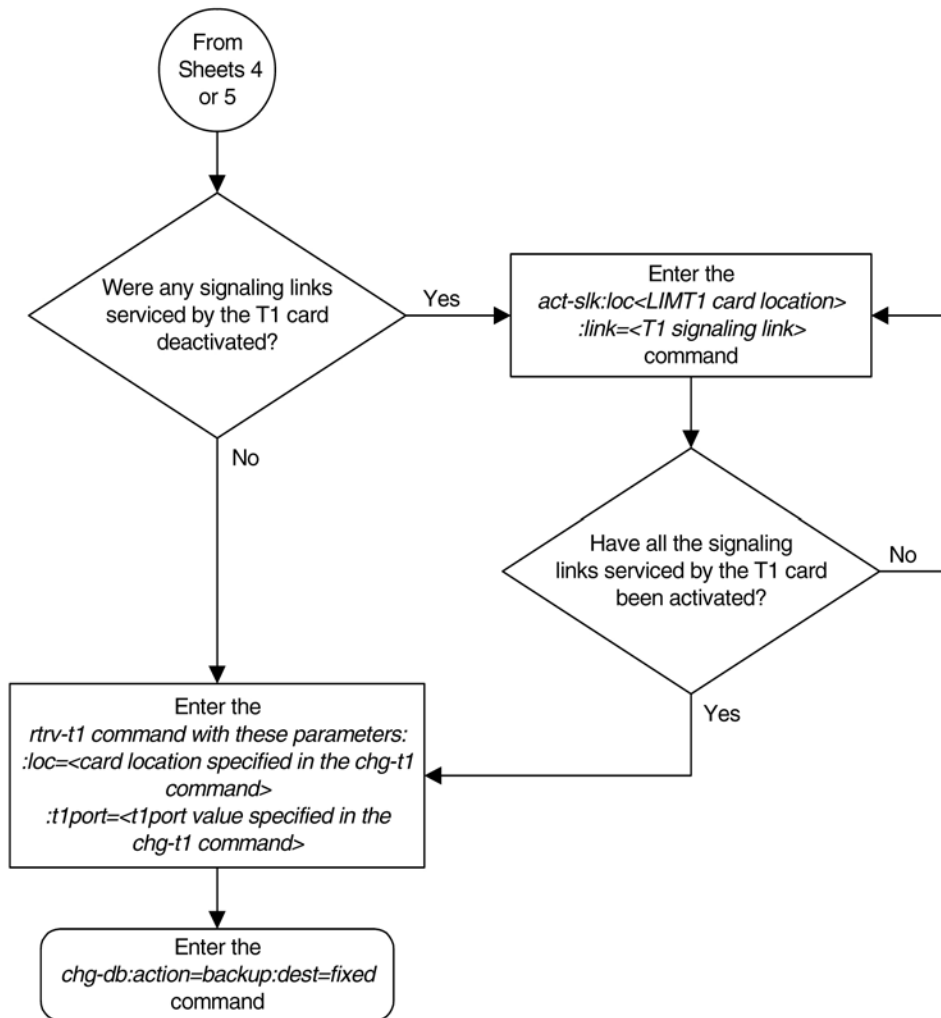 From
Sheets 4
or 5
Were any signaling links
serviced by the T1 card
deactivated?
Yes
Enter the
act-slk:loc<LIMT1 card location>
:link=<T1 signaling link>
command
No
Have all the signaling
links serviced by the T1 card
been activated?
No
Yes
Enter the
rtrv-t1 command with these parameters:
:loc=<card location specified in the chg-t1
command>
:t1port=<t1port value specified in the
chg-t1 command>
Enter the
chg-db:action=backup:dest=fixed
command